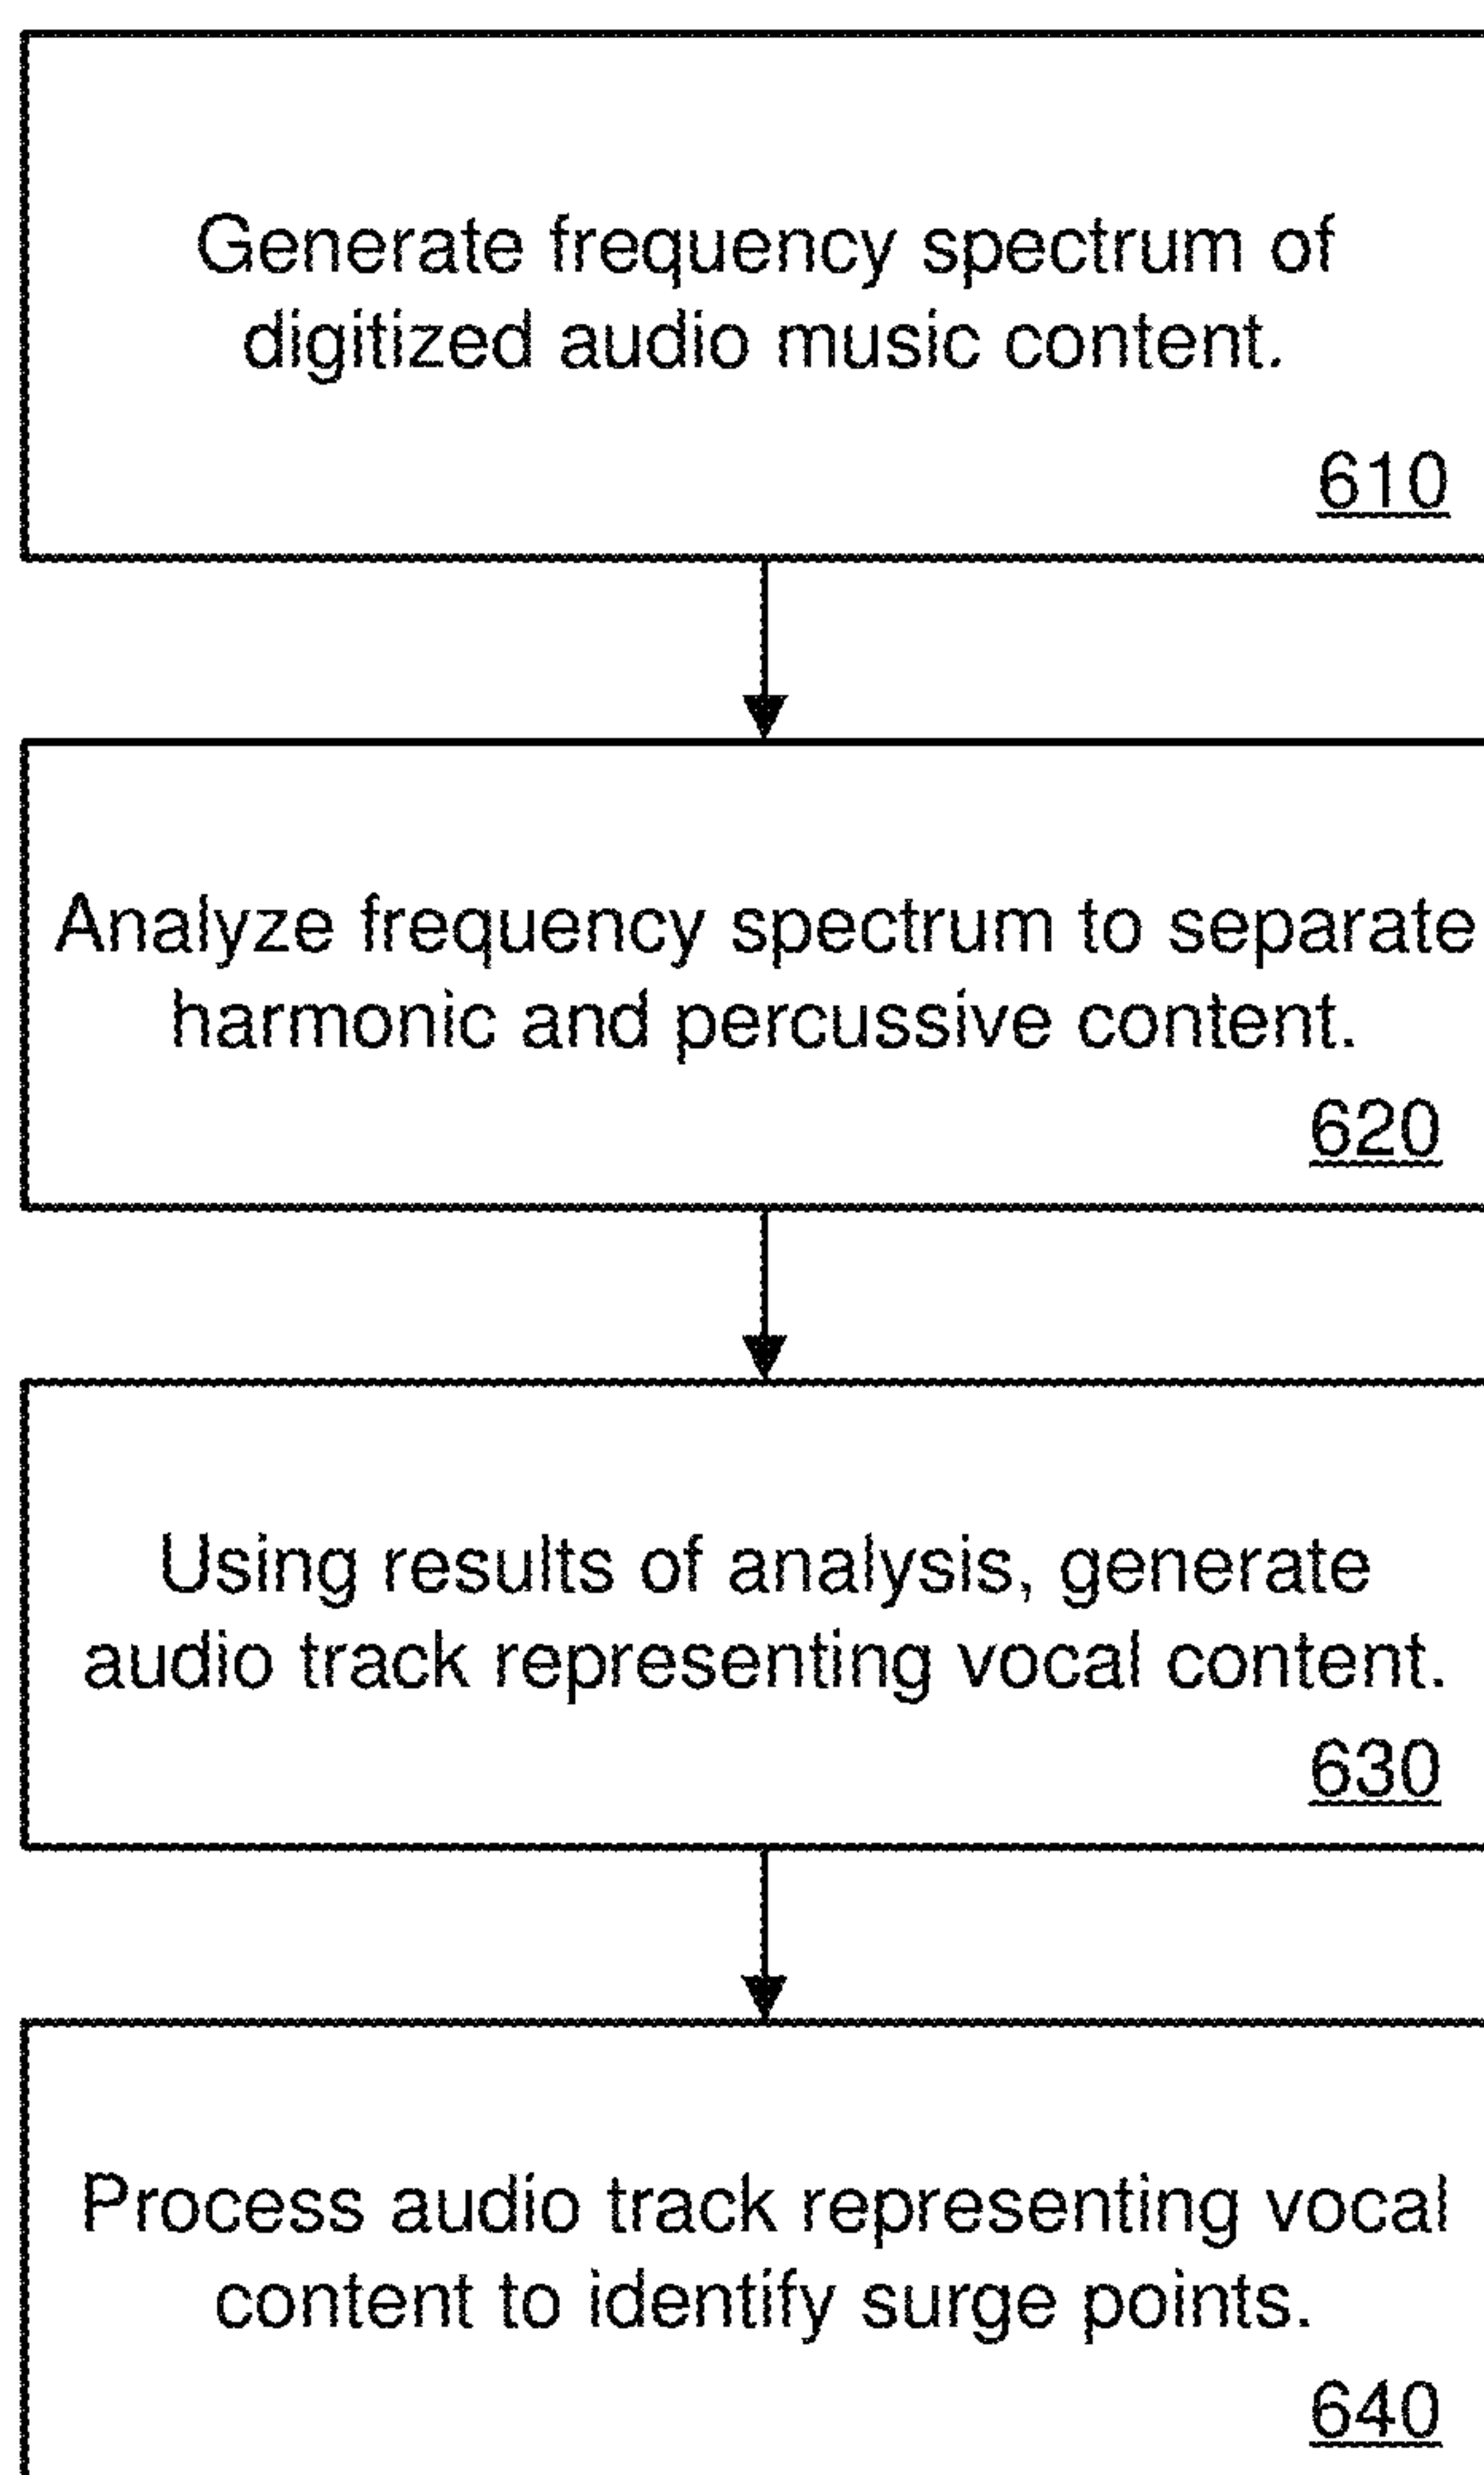 Generate frequency spectrum of
digitized audio music content.
610
Analyze frequency spectrum to separate
harmonic and percussive content.
620
Using results of analysis, generate
audio track representing vocal content.
630
Process audio track representing vocal
content to identify surge points.
640